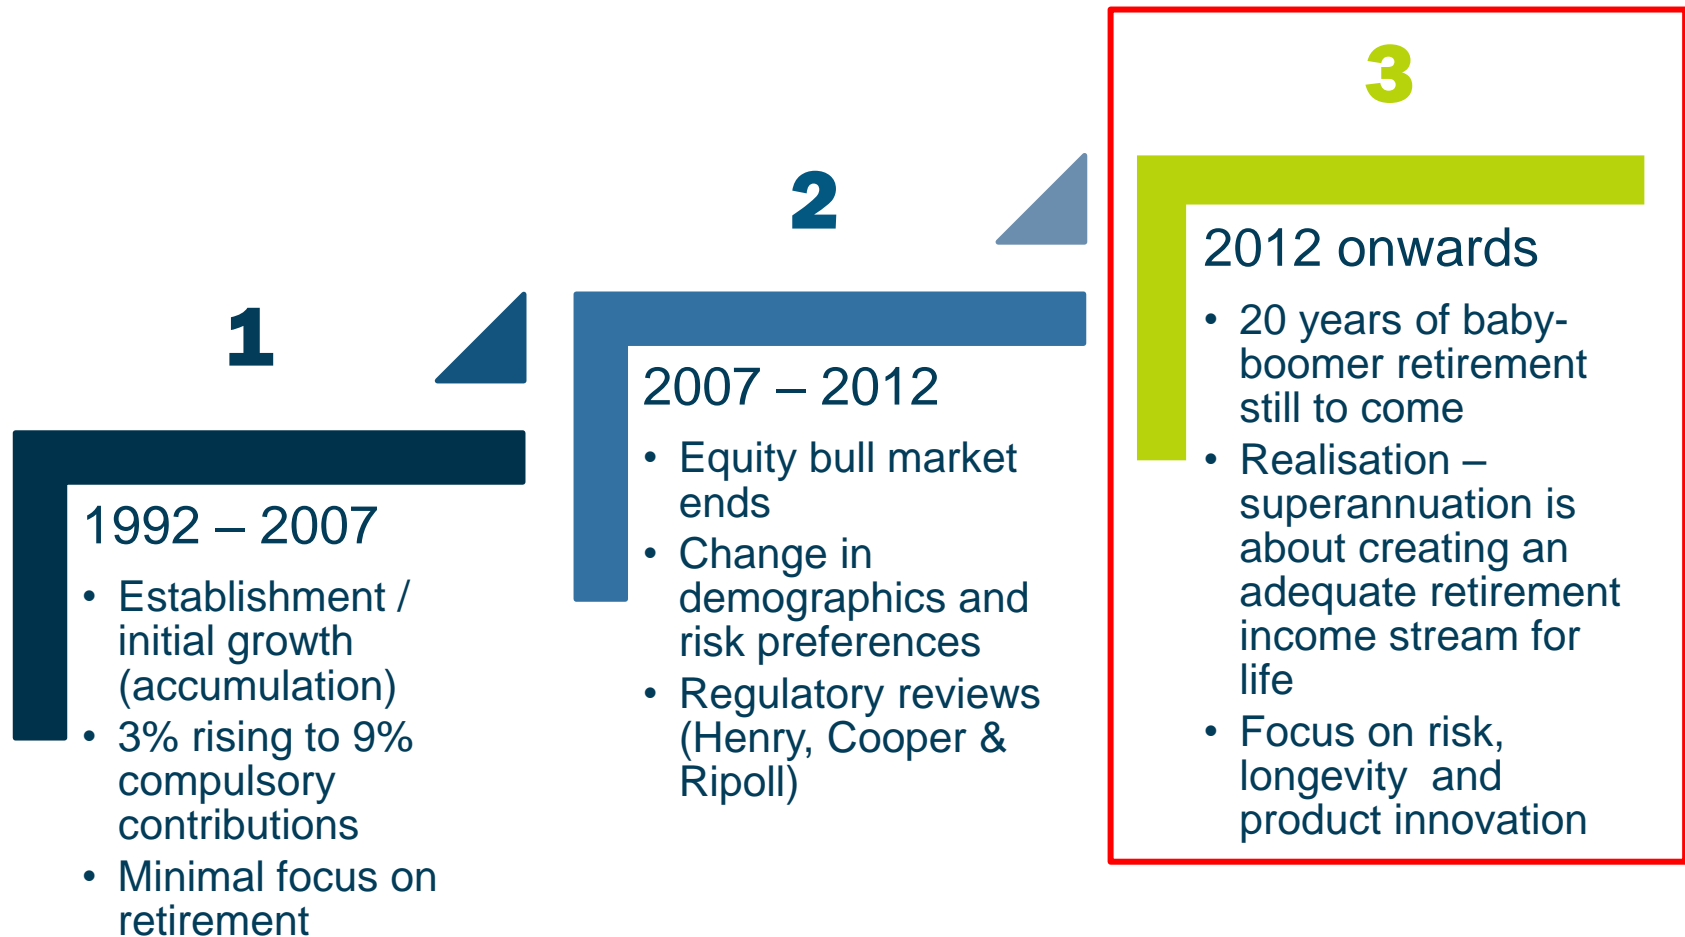 1
1992 – 2007
• Establishment /
initial growth
(accumulation)
• 3% rising to 9%
compulsory
contributions
• Minimal focus on
retirement
2
2007 – 2012
• Equity bull market
ends
• Change in
demographics and
risk preferences
• Regulatory reviews
(Henry, Cooper &
Ripoll)
3
2012 onwards
• 20 years of baby-
boomer retirement
still to come
• Realisation –
superannuation is
about creating an
adequate retirement
income stream for
life
• Focus on risk,
longevity  and
product innovation